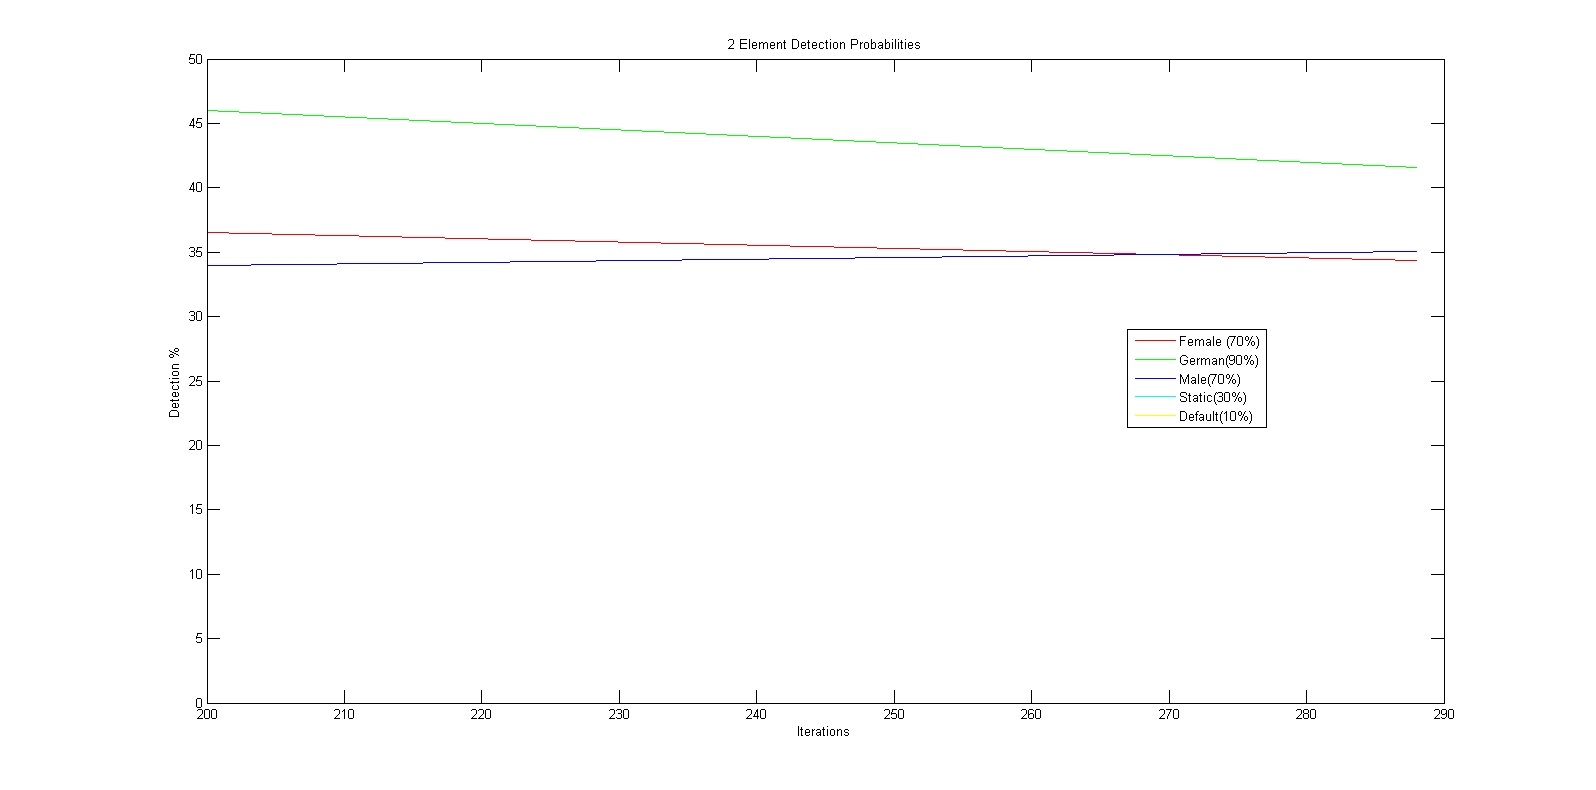 2 Element Detection Probabilities
50
45
40
35
30
25
20
15
10
5
0
Detection %
Female (70%)
German(90%)
Male(70%)
Static(30%)
Default(10%)
200 210 220 230 240 250 260 270 280 290
Iterations